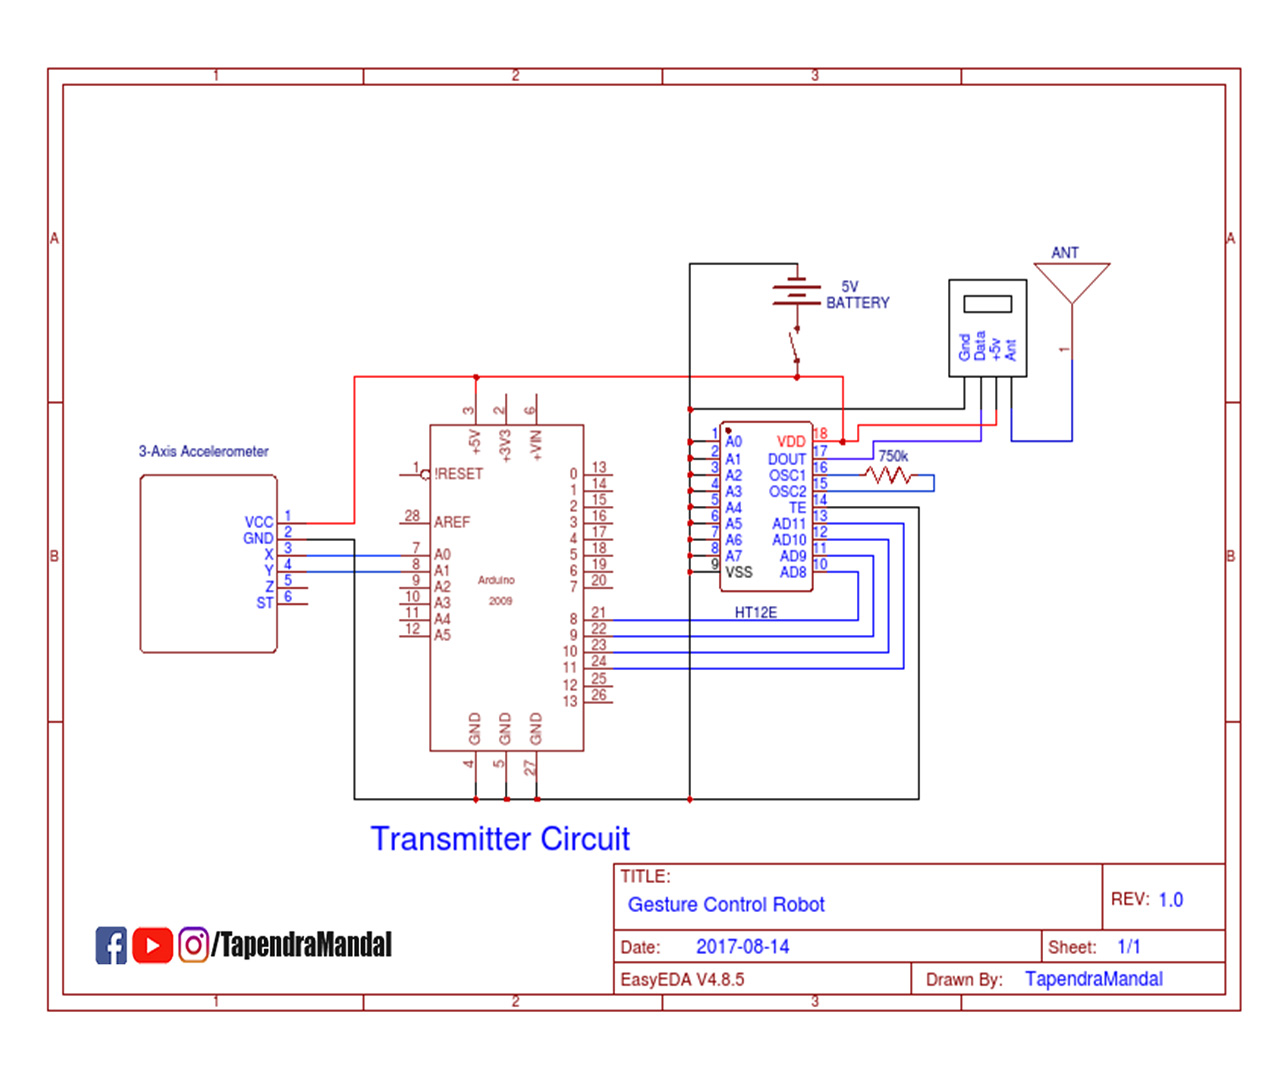 1 2 3
A A
ANT
5V
BATTERY
1
Gnd
Data
+5v
Ant
3 2 6
+5V
+3V3
+VIN
3-Axis Accelerometer
VCC 1
GND 2
X 3
Y 4
Z 5
ST 6
1 !RESET
28 AREF
7 A0
8 A1
9 A2
10 A3
11 A4
12 A5
Arduino
2009
0 13
1 14
2 15
3 16
4 17
5 18
6 19
7 20
8 21
9 22
10 23
11 24
12 25
13 26
GND
GND
GND
4 5 27
1 A0 VDD 18
2 A1 DOUT 17
3 A2 OSC1 16
4 A3 OSC2 15
5 A4 TE 14
6 A5 AD11 13
7 A6 AD10 12
8 A7 AD9 11
9 VSS AD8 10
750k
HT12E
B B
Transmitter Circuit
TITLE:
Gesture Control Robot
REV: 1.0
Date: 2017-08-14
Sheet: 1/1
EasyEDA V4.8.5
Drawn By: TapendraMandal
/TapendraMandal
1 2 3